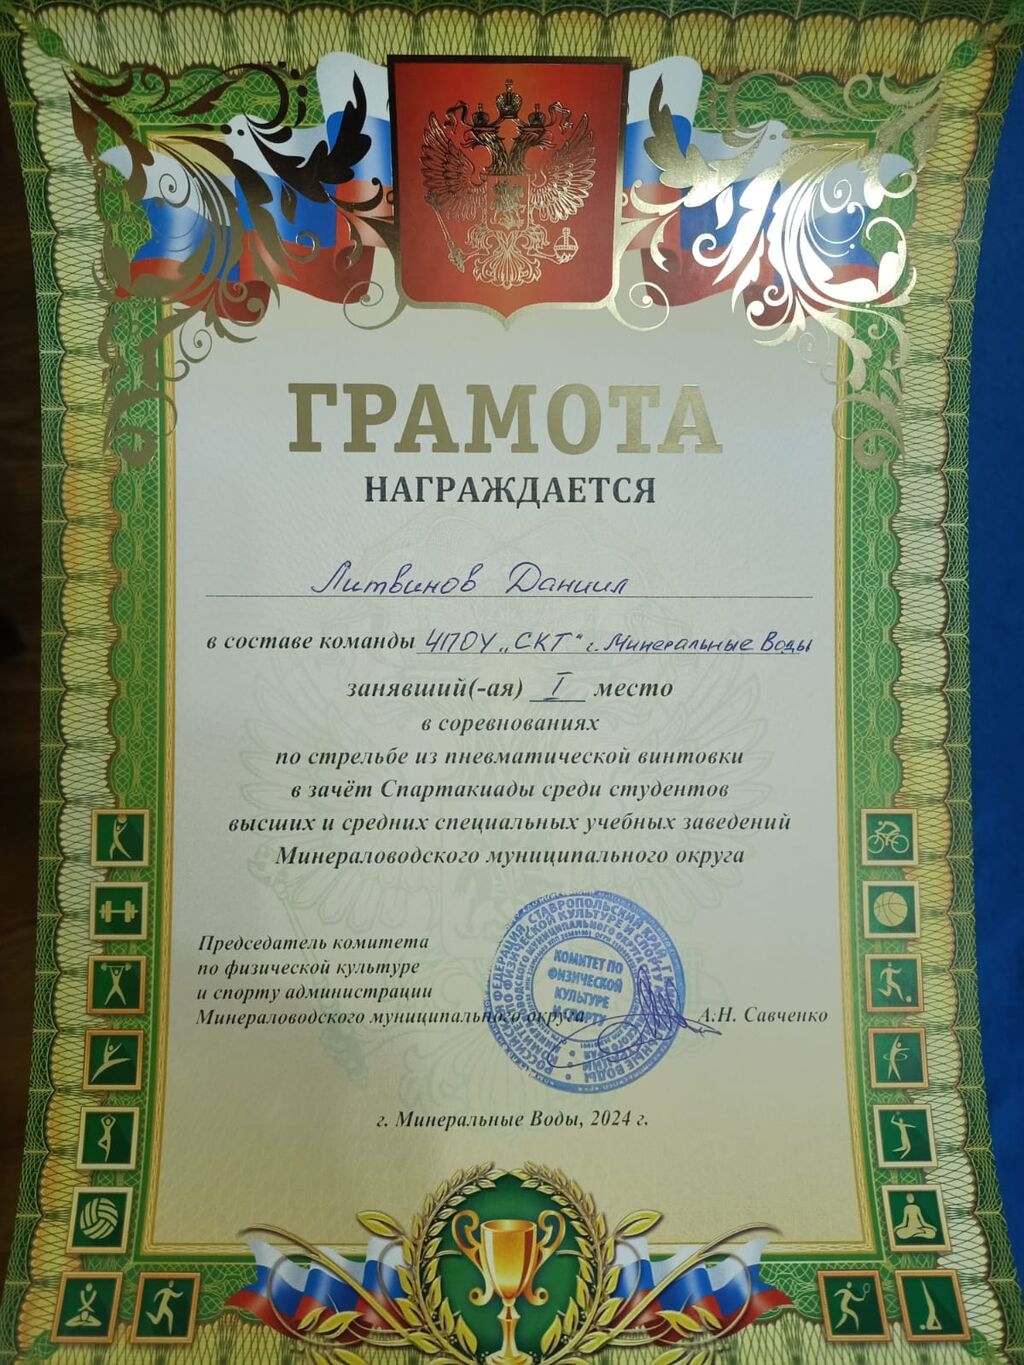 ГРАМОТА
НАГРАЖДАЕТСЯ
Литвинов Даниил
в составе команды ЧПОУ „СКТ“ г. Минеральные Воды
занявший(-ая) I место
в соревнованиях
по стрельбе из пневматической винтовки
в зачёт Спартакиады среди студентов
высших и средних специальных учебных заведений
Минераловодского муниципального округа
Председатель комитета
по физической культуре
и спорту администрации
Минераловодского муниципального округа А.Н. Савченко
КОМИТЕТ ПО
ФИЗИЧЕСКОЙ
КУЛЬТУРЕ
И СПОРТУ
г. Минеральные Воды, 2024 г.